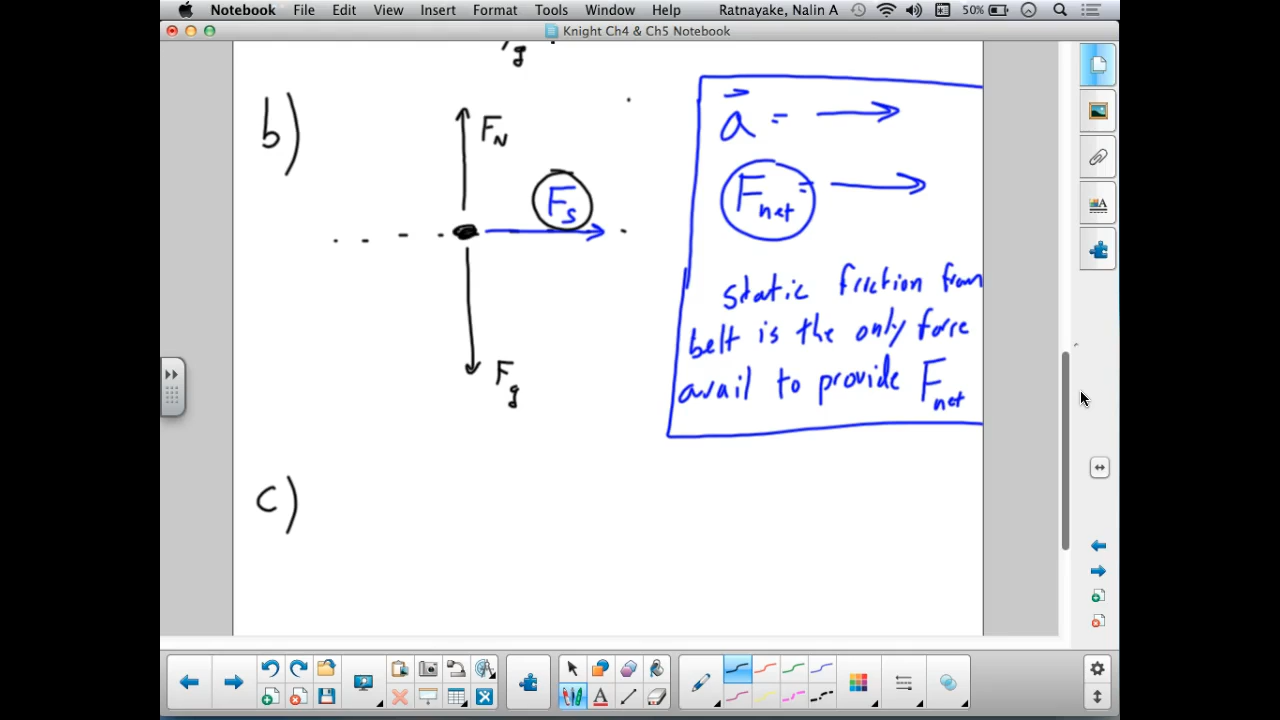 Notebook File Edit View Insert Format Tools Window Help Ratnayake, Nalin A 50%
Knight Ch4 & Ch5 Notebook
g
b)
F_N
F_s
F_g
a =
F_net =
static friction from
belt is the only force
avail to provide F_net
c)